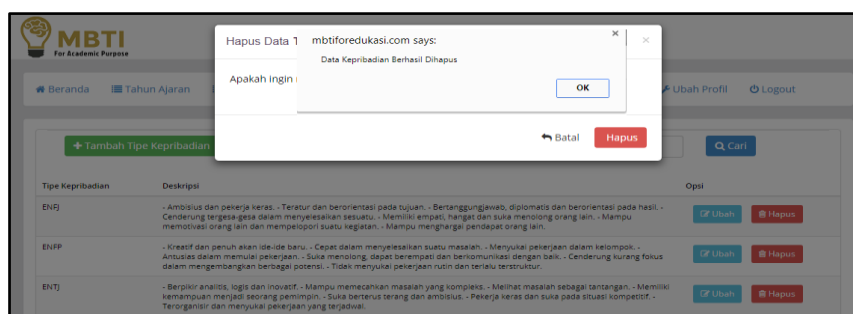 MBTI
For Academic Purpose
Hapus Data T
×
mbtiforedukasi.com says:
×
Data Kepribadian Berhasil Dihapus
Apakah ingin
OK
Batal
Hapus
Beranda
Tahun Ajaran
Ubah Profil
Logout
+ Tambah Tipe Kepribadian
Cari
Tipe Kepribadian
Deskripsi
Opsi
ENFJ
- Ambisius dan pekerja keras. - Teratur dan berorientasi pada tujuan. - Bertanggungjawab, diplomatis dan berorientasi pada hasil. -
Cenderung tergesa-gesa dalam menyelesaikan sesuatu. - Memiliki empati, hangat dan suka menolong orang lain. - Mampu
memotivasi orang lain dan mempelopori suatu kegiatan. - Mampu menghargai pendapat orang lain.
Ubah
Hapus
ENFP
- Kreatif dan penuh akan ide-ide baru. - Cepat dalam menyelesaikan suatu masalah. - Menyukai pekerjaan dalam kelompok. -
Antusias dalam memulai pekerjaan. - Suka menolong, dapat berempati dan berkomunikasi dengan baik. - Cenderung kurang fokus
dalam mengembangkan berbagai potensi. - Tidak menyukai pekerjaan rutin dan terlalu terstruktur.
Ubah
Hapus
ENTJ
- Berpikir analitis, logis dan inovatif. - Mampu memecahkan masalah yang kompleks. - Melihat masalah sebagai tantangan. - Memiliki
kemampuan menjadi seorang pemimpin. - Suka berterus terang dan ambisius. - Pekerja keras dan suka pada situasi kompetitif. -
Terorganisir dan menyukai pekerjaan yang terjadwal.
Ubah
Hapus